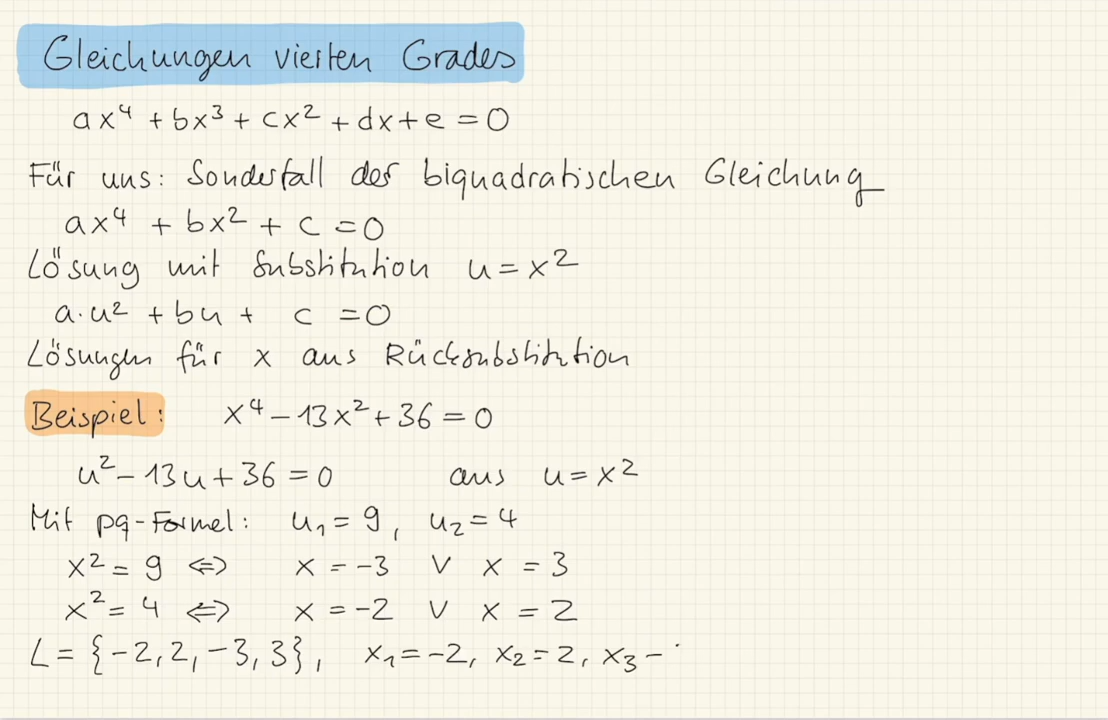 Gleichungen vierten Grades
ax⁴ + bx³ + cx² + dx + e = 0
Für uns: Sonderfall der biquadratischen Gleichung
ax⁴ + bx² + c = 0
Lösung mit Substitution u = x²
a·u² + bu + c = 0
Lösungen für x aus Rücksubstitution
Beispiel: x⁴ − 13x² + 36 = 0
u² − 13u + 36 = 0 aus u = x²
Mit pq-Formel: u₁ = 9, u₂ = 4
x² = 9 ⇔ x = −3 ∨ x = 3
x² = 4 ⇔ x = −2 ∨ x = 2
L = {−2, 2, −3, 3}, x₁ = −2, x₂ = 2, x₃ −